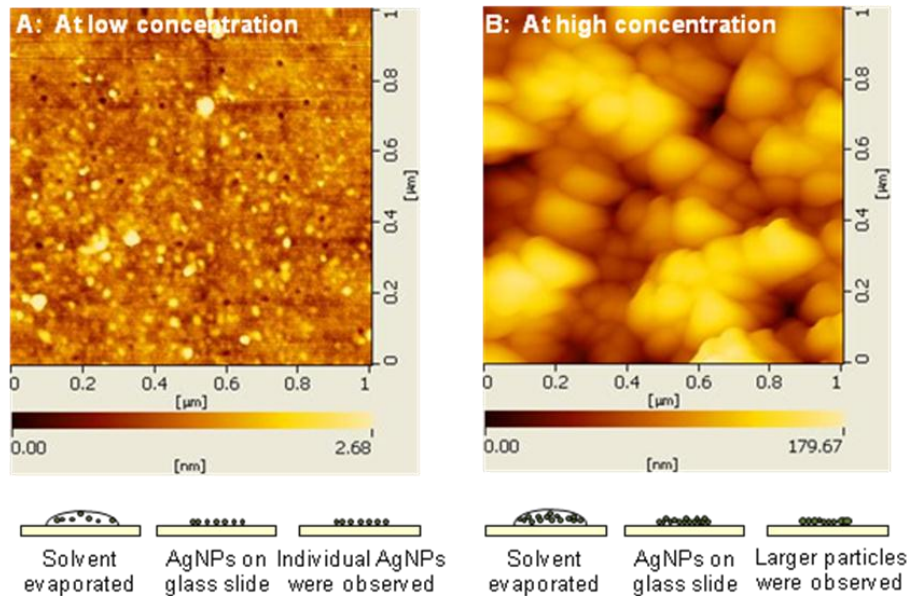 A: At low concentration
1
0.8
0.6
0.4
0.2
0
[µm]
0 0.2 0.4 0.6 0.8 1
[µm]
0.00 2.68
[nm]
Solvent
evaporated
AgNPs on
glass slide
Individual AgNPs
were observed
B: At high concentration
1
0.8
0.6
0.4
0.2
0
[µm]
0 0.2 0.4 0.6 0.8 1
[µm]
0.00 179.67
[nm]
Solvent
evaporated
AgNPs on
glass slide
Larger particles
were observed